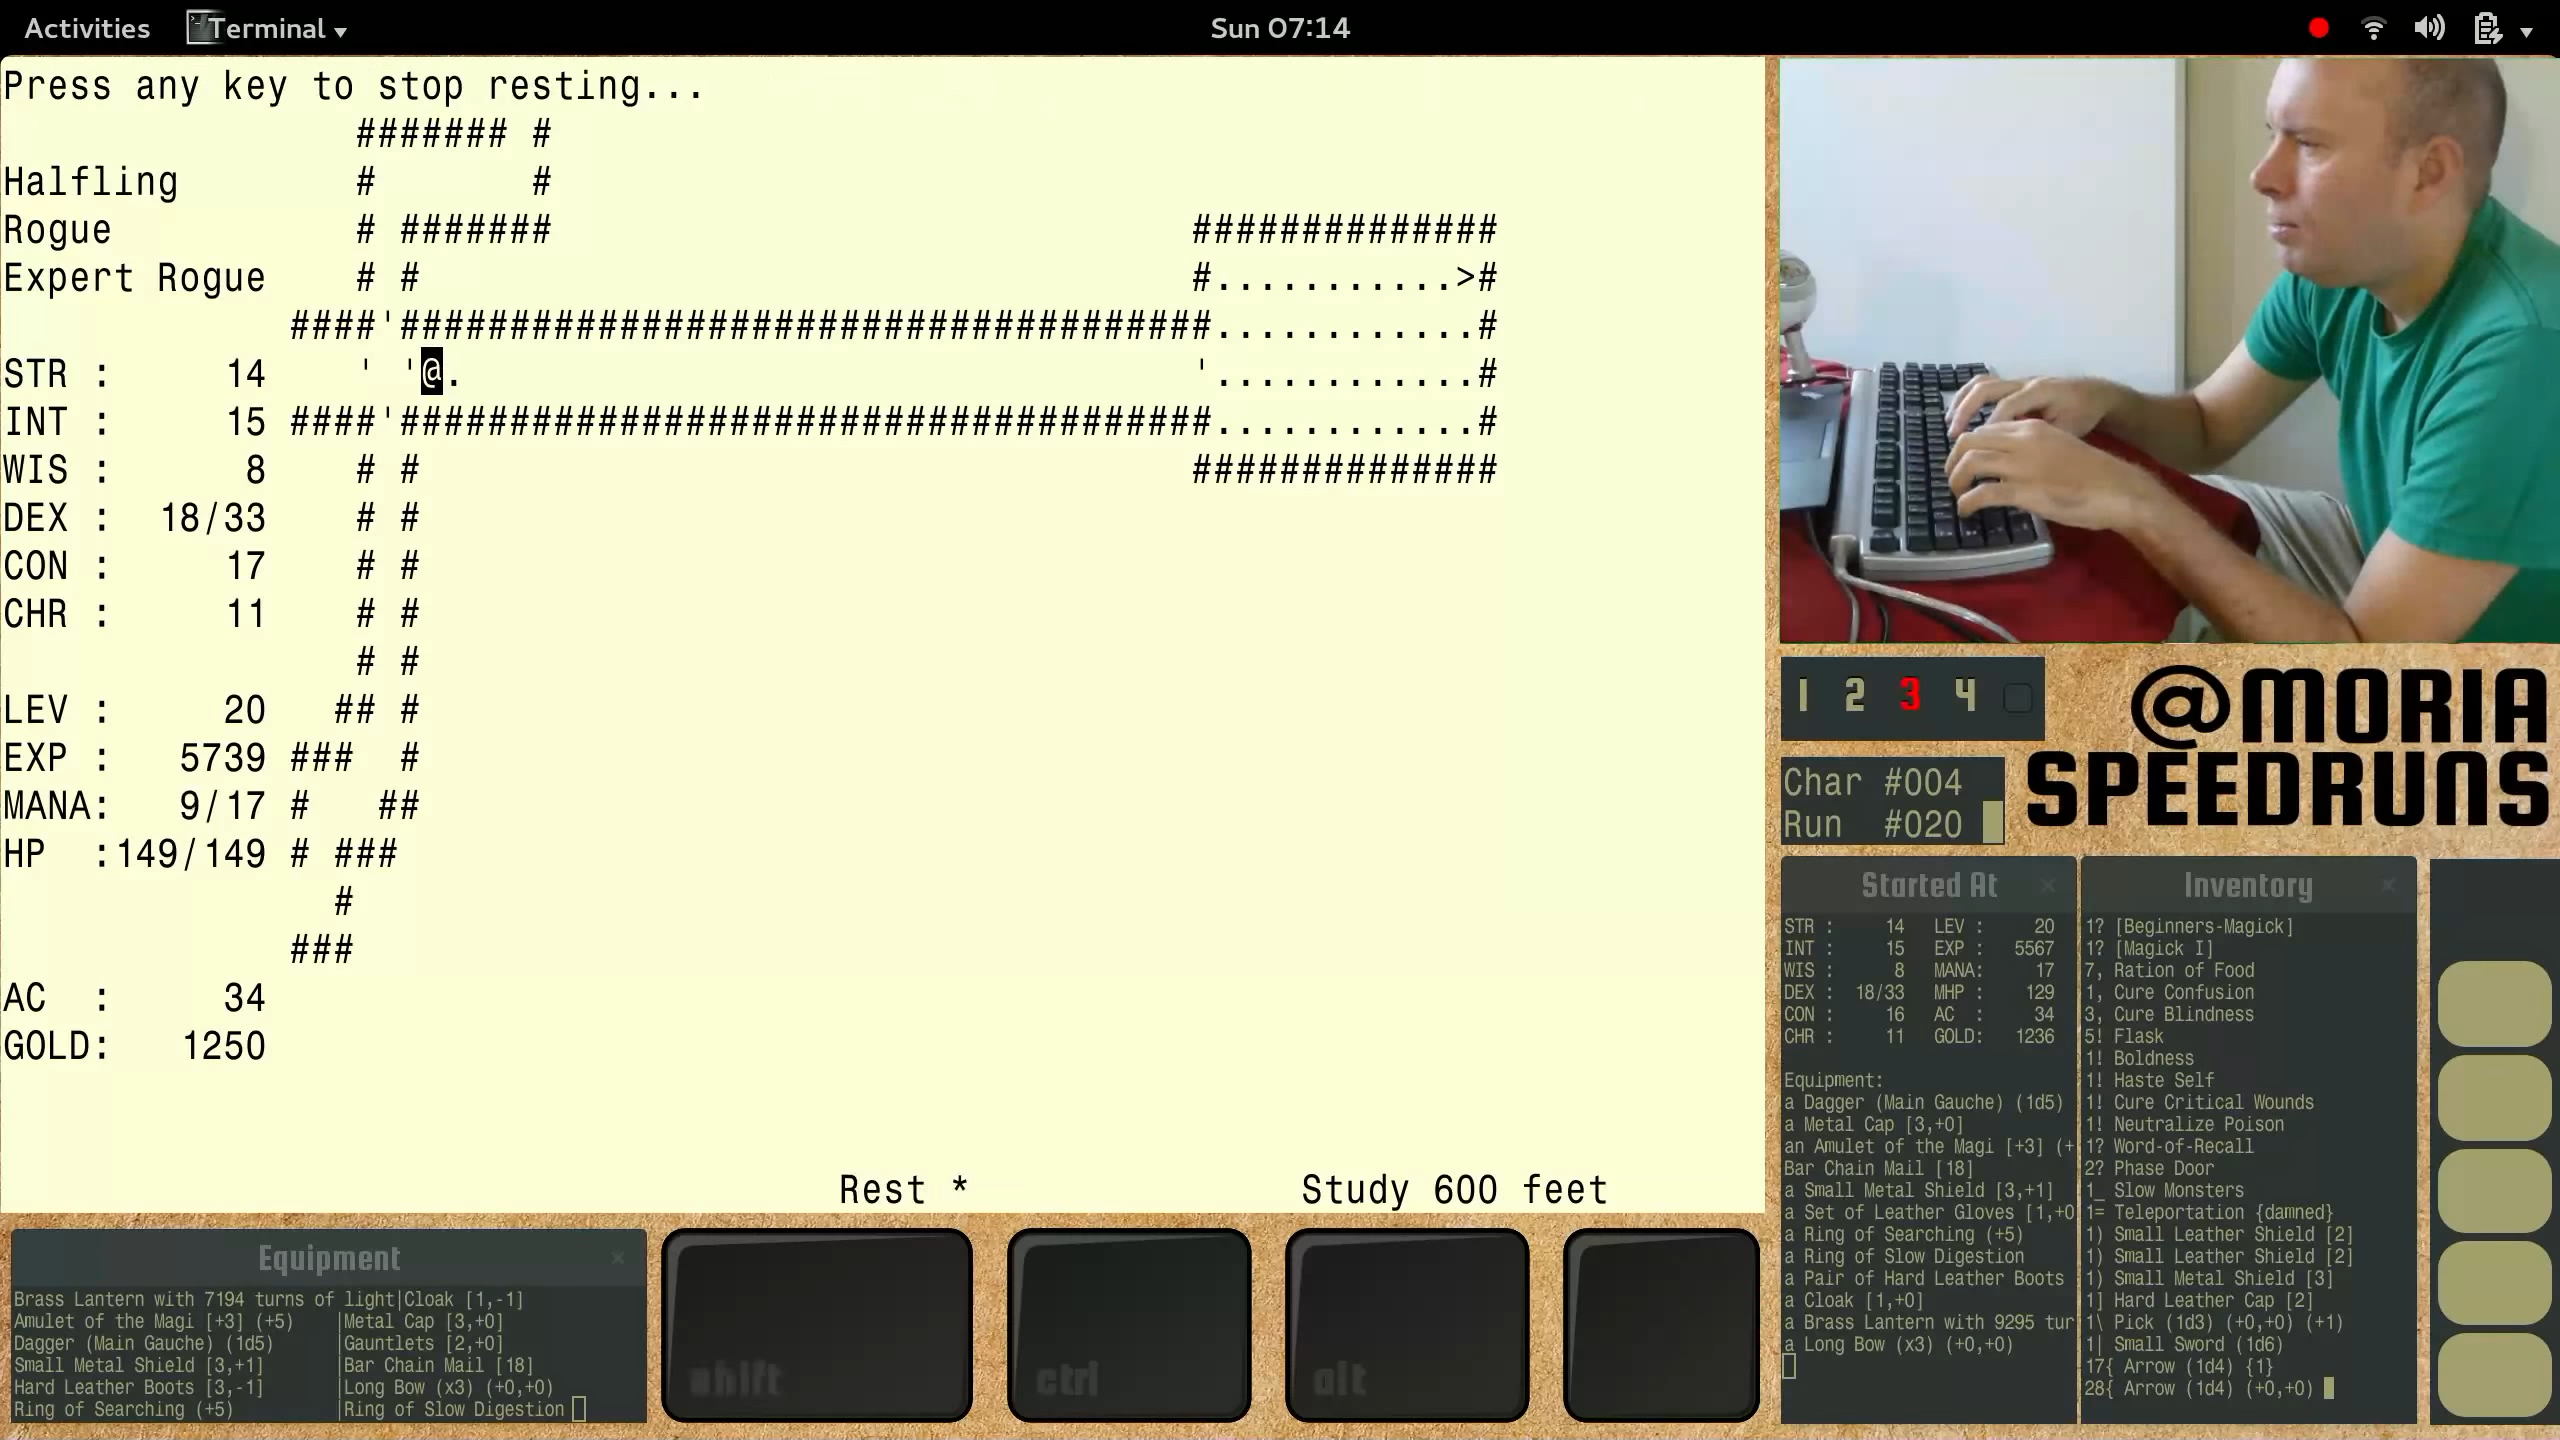 Activities Terminal Sun 07:14
Press any key to stop resting...
####### #
Halfling # #
Rogue # ####### ##############
Expert Rogue # # #...........>#
####'#####################################............#
STR : 14 ' '@. '............#
INT : 15 ####'#####################################............#
WIS : 8 # # ##############
DEX : 18/33 # #
CON : 17 # #
CHR : 11 # #
# #
LEV : 20 ## #
EXP : 5739 ### #
MANA: 9/17 # ##
HP :149/149 # ###
#
###
AC : 34
GOLD: 1250
Rest * Study 600 feet
1 2 3 4
@MORIA
SPEEDRUNS
Char #004
Run #020
Started At
STR : 14 LEV : 20
INT : 15 EXP : 5567
WIS : 8 MANA: 17
DEX : 18/33 MHP : 129
CON : 16 AC : 34
CHR : 11 GOLD: 1236
Equipment:
a Dagger (Main Gauche) (1d5)
a Metal Cap [3,+0]
an Amulet of the Magi [+3] (+
Bar Chain Mail [18]
a Small Metal Shield [3,+1]
a Set of Leather Gloves [1,+0
a Ring of Searching (+5)
a Ring of Slow Digestion
a Pair of Hard Leather Boots
a Cloak [1,+0]
a Brass Lantern with 9295 tur
a Long Bow (x3) (+0,+0)
Inventory
1? [Beginners-Magick]
1? [Magick I]
7, Ration of Food
1, Cure Confusion
3, Cure Blindness
5! Flask
1! Boldness
1! Haste Self
1! Cure Critical Wounds
1! Neutralize Poison
1? Word-of-Recall
2? Phase Door
1_ Slow Monsters
1= Teleportation {damned}
1) Small Leather Shield [2]
1) Small Leather Shield [2]
1) Small Metal Shield [3]
1] Hard Leather Cap [2]
1\ Pick (1d3) (+0,+0) (+1)
1| Small Sword (1d6)
17{ Arrow (1d4) {1}
28{ Arrow (1d4) (+0,+0)
Equipment
Brass Lantern with 7194 turns of light|Cloak [1,-1]
Amulet of the Magi [+3] (+5) |Metal Cap [3,+0]
Dagger (Main Gauche) (1d5) |Gauntlets [2,+0]
Small Metal Shield [3,+1] |Bar Chain Mail [18]
Hard Leather Boots [3,-1] |Long Bow (x3) (+0,+0)
Ring of Searching (+5) |Ring of Slow Digestion
shift ctrl alt